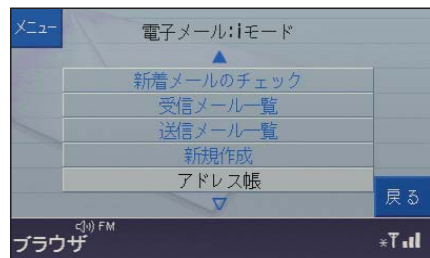 メニュー
電子メール:iモード
新着メールのチェック
受信メール一覧
送信メール一覧
新規作成
アドレス帳
戻る
FM
ブラウザ